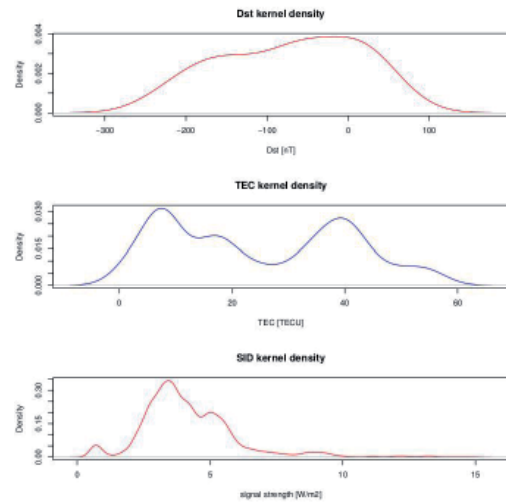 Dst kernel density
0.004
0.002
0.000
Density
-300 -200 -100 0 100
Dst [nT]
TEC kernel density
0.030
0.015
0.000
Density
0 20 40 60
TEC [TECU]
SID kernel density
0.30
0.15
0.00
Density
0 5 10 15
signal strength [W/m2]